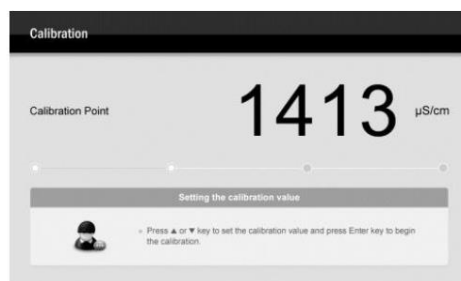 Calibration
Calibration Point 1413 μS/cm
Setting the calibration value
» Press ▲ or ▼ key to set the calibration value and press Enter key to begin
the calibration.